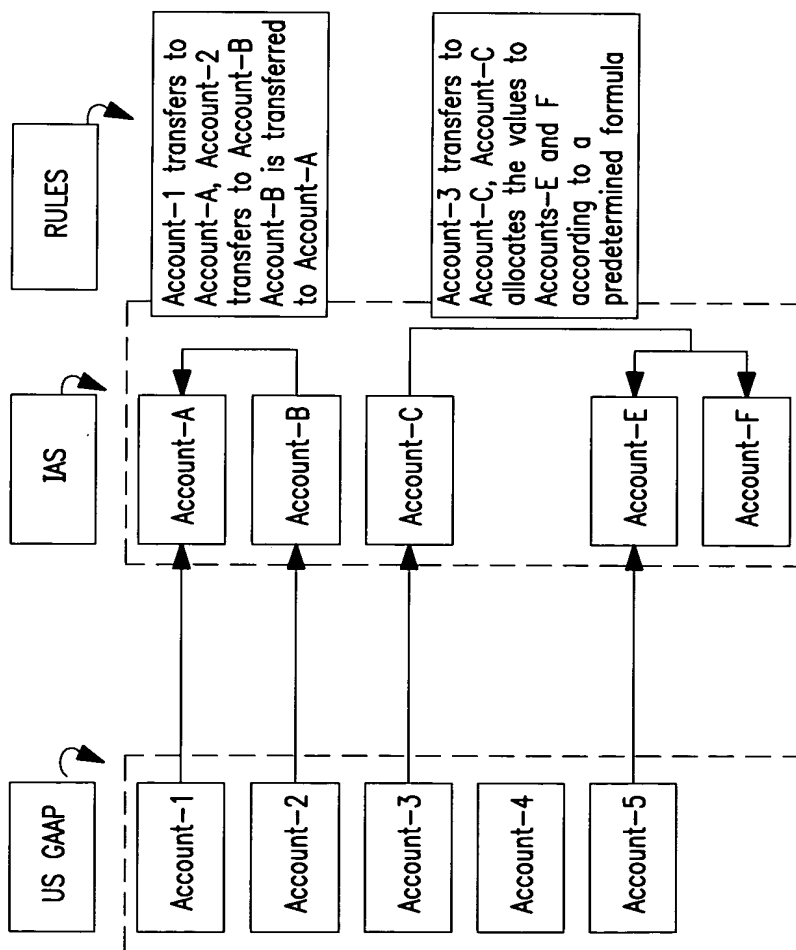 US GAAP
Account-1
Account-2
Account-3
Account-4
Account-5
IAS
Account-A
Account-B
Account-C
Account-E
Account-F
RULES
Account-1 transfers to
Account-A, Account-2
transfers to Account-B
Account-B is transferred
to Account-A
Account-3 transfers to
Account-C, Account-C
allocates the values to
Accounts-E and F
according to a
predetermined formula